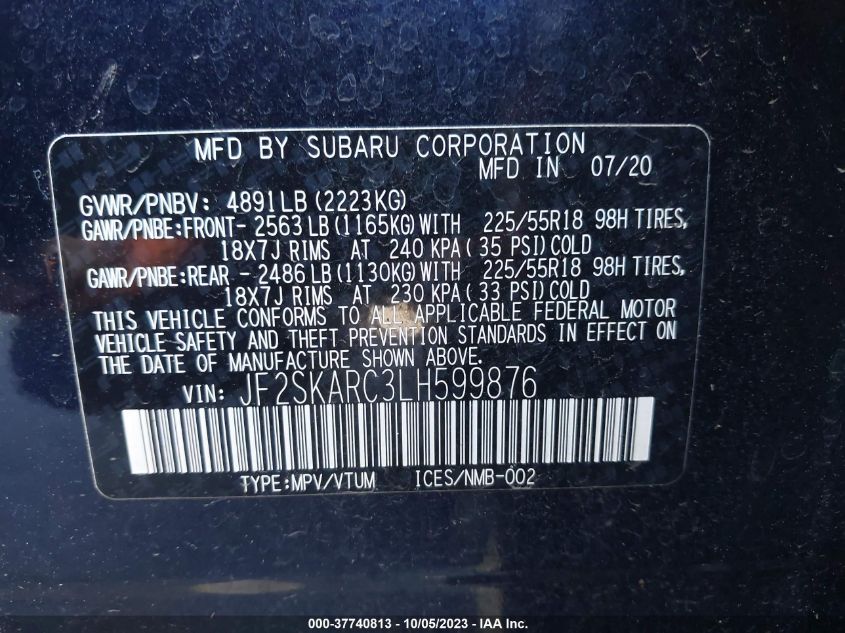 MFD BY SUBARU CORPORATION
MFD IN 07/20
GVWR/PNBV: 4891LB (2223KG)
GAWR/PNBE:FRONT- 2563LB(1165KG)WITH 225/55R18 98H TIRES,
18X7J RIMS AT 240 KPA( 35 PSI)COLD
GAWR/PNBE:REAR - 2486LB(1130KG)WITH 225/55R18 98H TIRES,
18X7J RIMS AT 230 KPA( 33 PSI)COLD
THIS VEHICLE CONFORMS TO ALL APPLICABLE FEDERAL MOTOR
VEHICLE SAFETY AND THEFT PREVENTION STANDARDS IN EFFECT ON
THE DATE OF MANUFACTURE SHOWN ABOVE.
VIN: JF2SKARC3LH599876
TYPE:MPV/VTUM ICES/NMB-002
000-37740813 - 10/05/2023 - IAA Inc.